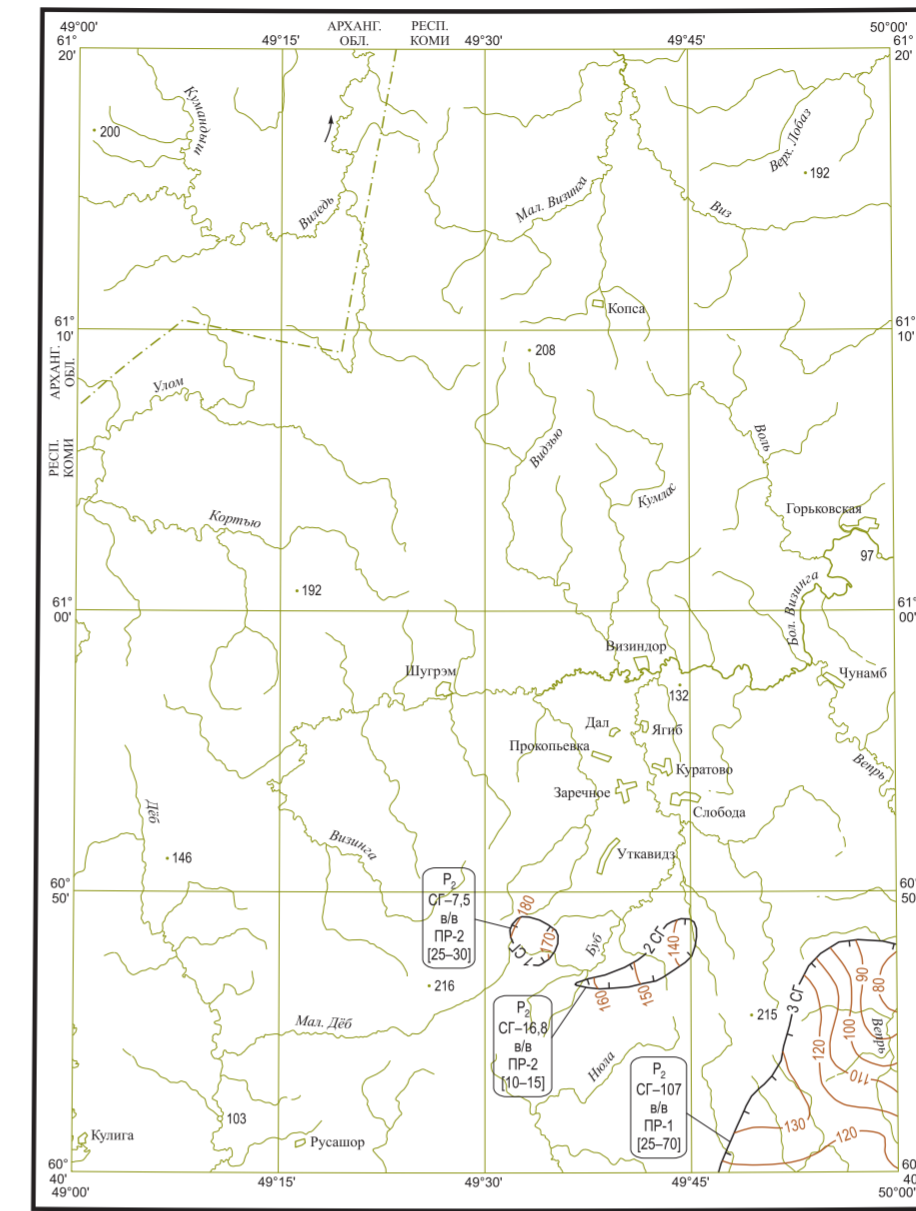 49°00'
49°15'
АРХАНГ.
ОБЛ.
РЕСП.
КОМИ
49°30'
49°45'
50°00'
61°
20'
61°
20'
Кумандыт
200
Виледь
Мал. Визинга
Верх. Лобаз
192
Виз
Копса
61°
10'
61°
10'
208
АРХАНГ.
ОБЛ.
РЕСП.
КОМИ
Улом
Видзью
Воль
Кумлас
Кортъю
Горьковская
97
192
Бол. Визинга
61°
00'
61°
00'
Визиндор
Шугрэм
Чунамб
132
Дал
Ягиб
Прокопьевка
Куратово
Вепрь
Заречное
Слобода
Дёб
Визинга
146
Уткавидз
60°
50'
60°
50'
P2
СГ–7,5
в/в
ПР-2
[25–30]
180
170
1 СГ
Буб
2 СГ
140
150
160
216
P2
СГ–16,8
в/в
ПР-2
[10–15]
3 СГ
90
80
100
Вепрь
120
110
215
Мал. Дёб
Нюла
P2
СГ–107
в/в
ПР-1
[25–70]
130
120
103
Кулига
Русашор
60°
40'
60°
40'
49°00'
49°15'
49°30'
49°45'
50°00'